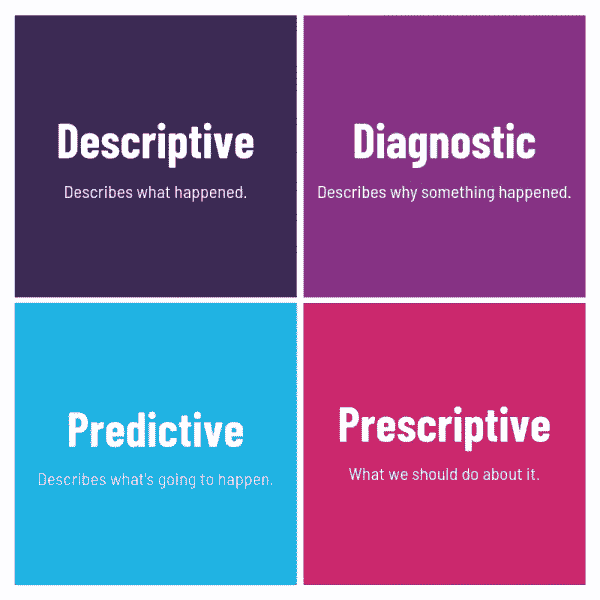 Descriptive
Describes what happened.
Diagnostic
Describes why something happened.
Predictive
Describes what's going to happen.
Prescriptive
What we should do about it.